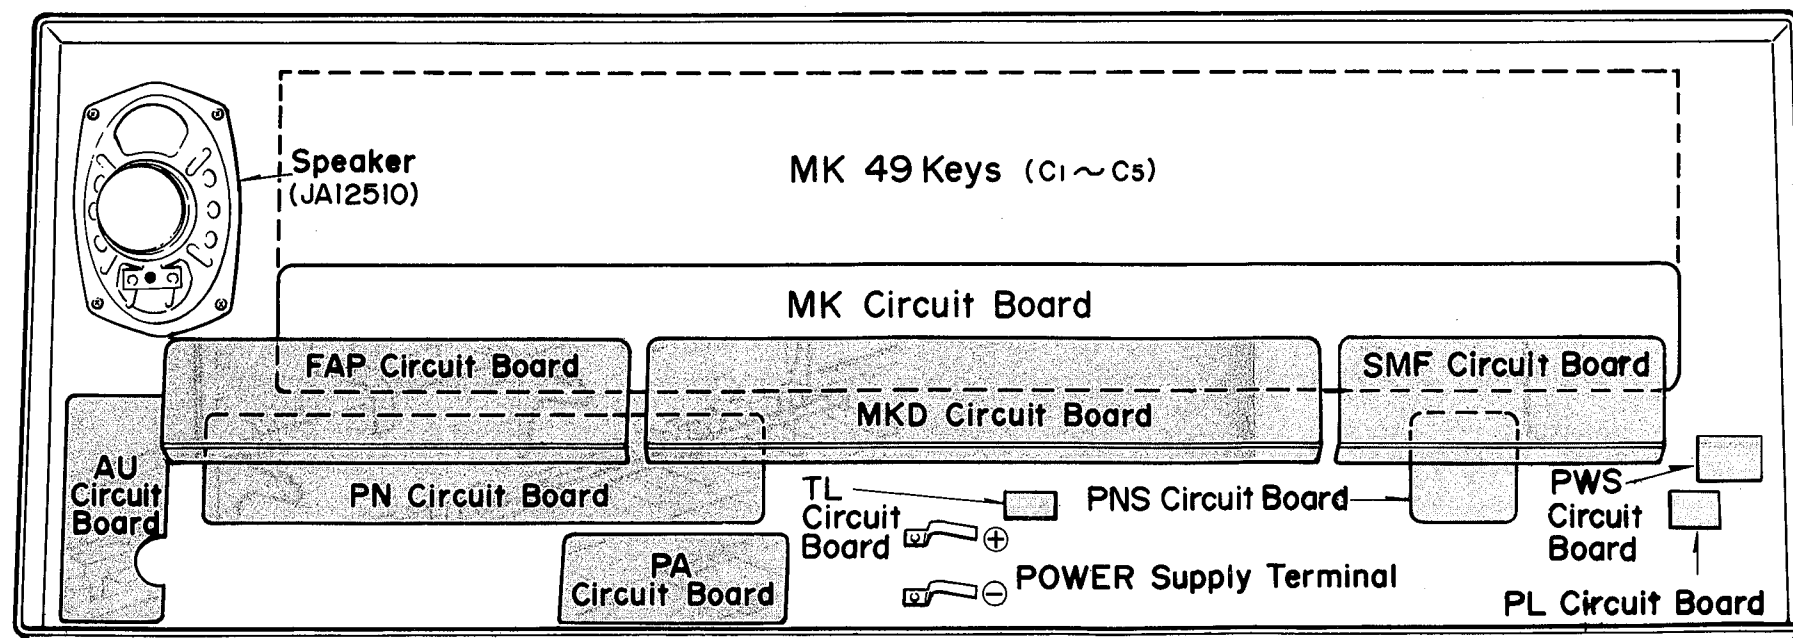 Speaker
(JA12510)
MK 49 Keys (C1～C5)
MK Circuit Board
FAP Circuit Board
SMF Circuit Board
MKD Circuit Board
AU
Circuit
Board
PN Circuit Board
TL
Circuit
Board
PNS Circuit Board
PWS
Circuit
Board
PA
Circuit Board
⊕
⊖
POWER Supply Terminal
PL Circuit Board